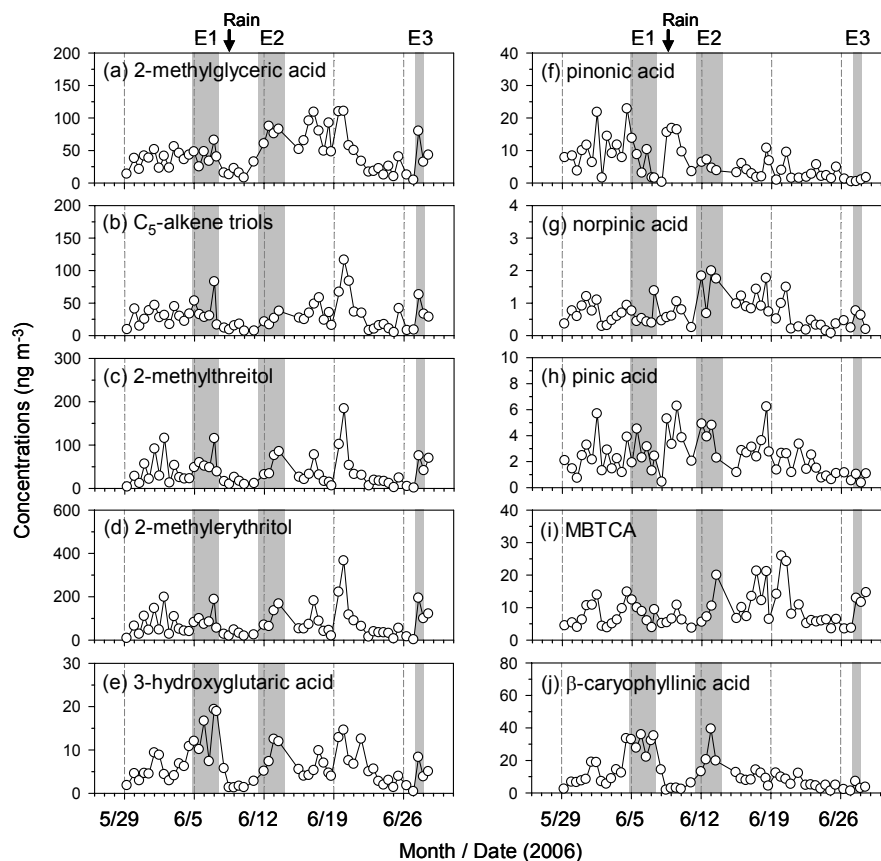 Rain
E1
E2
E3
Rain
E1
E2
E3
200
150
100
50
0
(a) 2-methylglyceric acid
200
150
100
50
0
(b) C₅-alkene triols
300
200
100
0
(c) 2-methylthreitol
600
400
200
0
(d) 2-methylerythritol
30
20
10
0
(e) 3-hydroxyglutaric acid
5/29
6/5
6/12
6/19
6/26
40
30
20
10
0
(f) pinonic acid
4
3
2
1
0
(g) norpinic acid
10
8
6
4
2
0
(h) pinic acid
40
30
20
10
0
(i) MBTCA
80
60
40
20
0
(j) β-caryophyllinic acid
5/29
6/5
6/12
6/19
6/26
Concentrations (ng m⁻³)
Month / Date (2006)